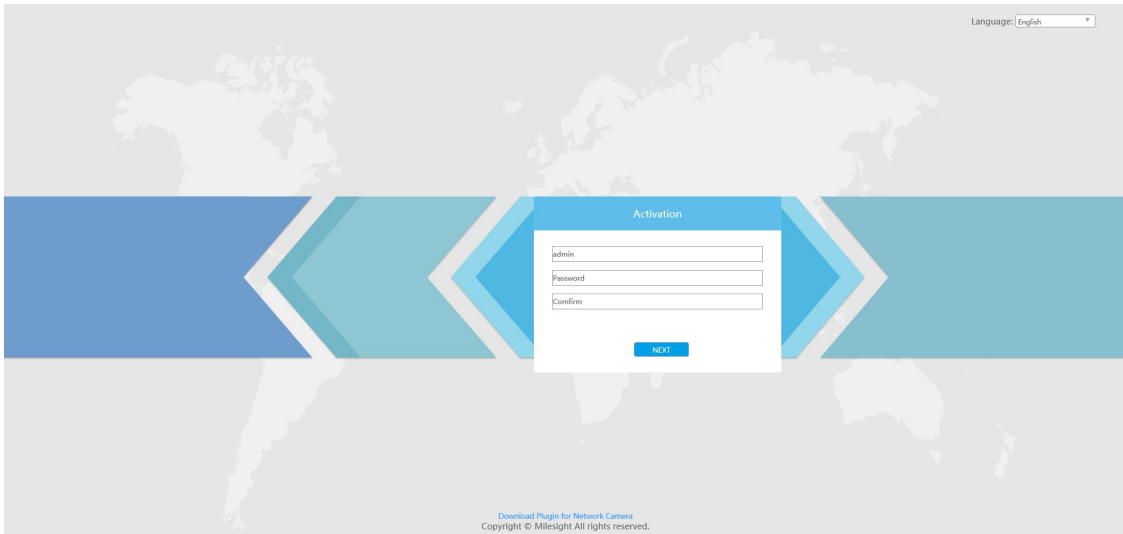 Language: English
Activation
admin
Password
Comfirm
NEXT
Download Plugin for Network Camera
Copyright © Milesight All rights reserved.